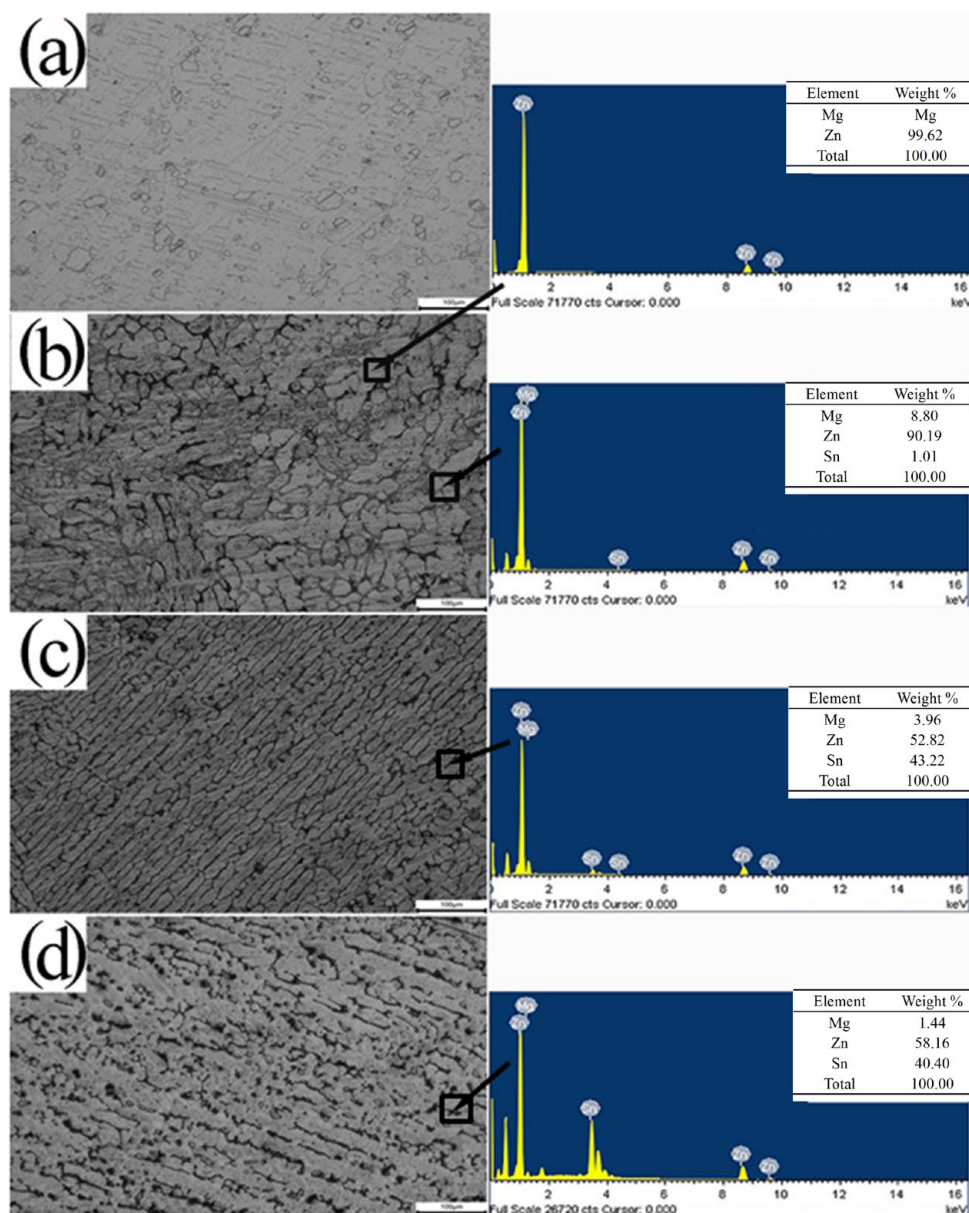 (a)
100µm
Zn
Zn
Zn
2 4 6 8 10 12 14 16
Full Scale 71770 cts Cursor: 0.000 keV
Element Weight %
Mg Mg
Zn 99.62
Total 100.00
(b)
100µm
Mg
Zn
Sn
Zn
Zn
2 4 6 8 10 12 14 16
Full Scale 71770 cts Cursor: 0.000 keV
Element Weight %
Mg 8.80
Zn 90.19
Sn 1.01
Total 100.00
(c)
100µm
Zn
Mg
Sn
Sn
Zn
Zn
2 4 6 8 10 12 14 16
Full Scale 71770 cts Cursor: 0.000 keV
Element Weight %
Mg 3.96
Zn 52.82
Sn 43.22
Total 100.00
(d)
100µm
Mg
Zn
Sn
Zn
Zn
2 4 6 8 10 12 14 16
Full Scale 26720 cts Cursor: 0.000 keV
Element Weight %
Mg 1.44
Zn 58.16
Sn 40.40
Total 100.00